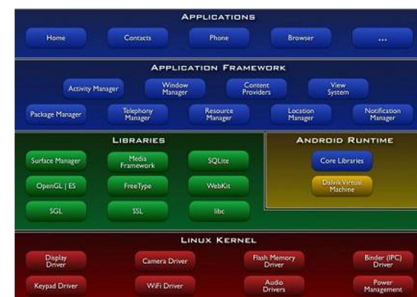 APPLICATIONS
Home Contacts Phone Browser ...
APPLICATION FRAMEWORK
Activity Manager Window Manager Content Providers View System
Package Manager Telephony Manager Resource Manager Location Manager Notification Manager
LIBRARIES
Surface Manager Media Framework SQLite
OpenGL | ES FreeType WebKit
SGL SSL libc
ANDROID RUNTIME
Core Libraries
Dalvik Virtual Machine
LINUX KERNEL
Display Driver Camera Driver Flash Memory Driver Binder (IPC) Driver
Keypad Driver WiFi Driver Audio Drivers Power Management